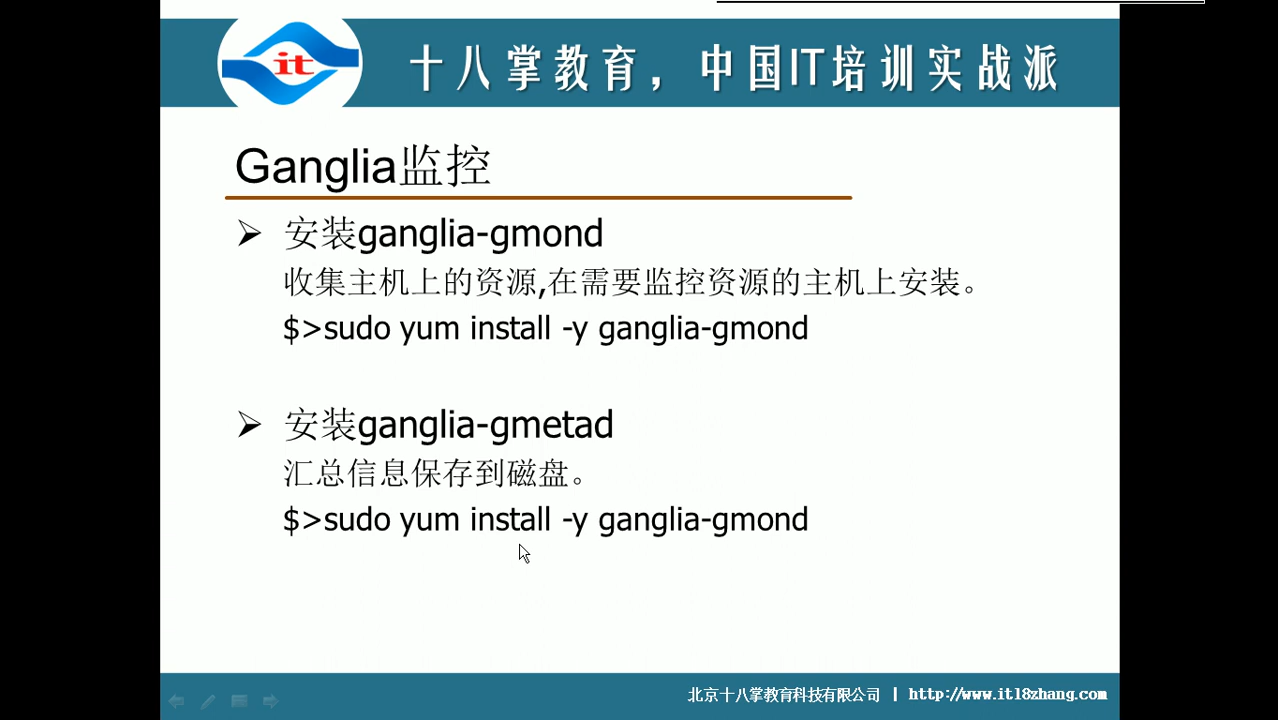 it
十八掌教育，中国IT培训实战派
Ganglia监控
➢ 安装ganglia-gmond
收集主机上的资源,在需要监控资源的主机上安装。
$>sudo yum install -y ganglia-gmond
➢ 安装ganglia-gmetad
汇总信息保存到磁盘。
$>sudo yum install -y ganglia-gmond
北京十八掌教育科技有限公司 | http://www.it18zhang.com